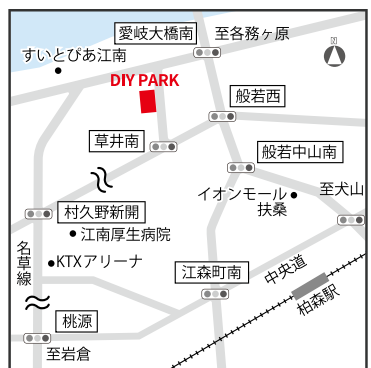 愛岐大橋南
至各務ヶ原
N
すいとぴあ江南
DIY PARK
般若西
草井南
般若中山南
イオンモール
扶桑
至犬山
村久野新開
江南厚生病院
名草線
KTXアリーナ
江森町南
中央道
柏森駅
桃源
至岩倉